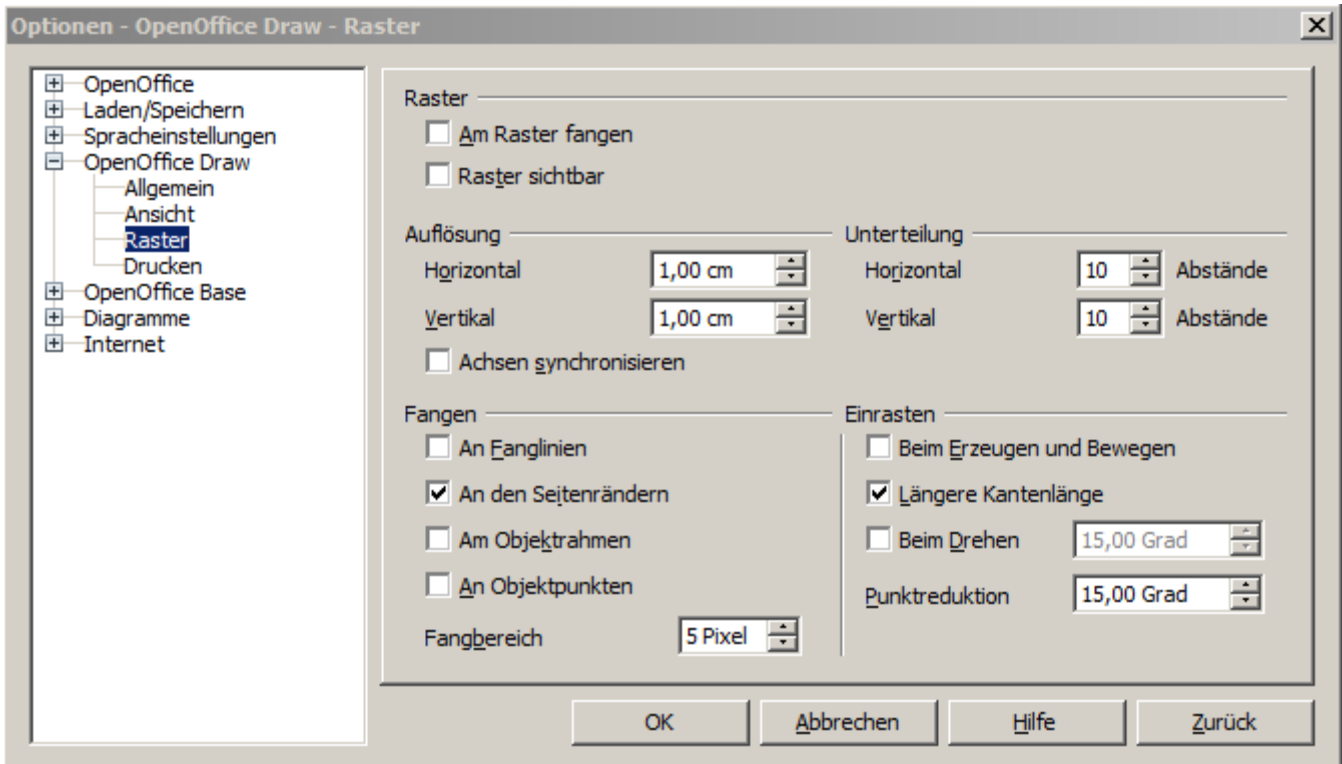 Optionen - OpenOffice Draw - Raster
OpenOffice
Laden/Speichern
Spracheinstellungen
OpenOffice Draw
Allgemein
Ansicht
Raster
Drucken
OpenOffice Base
Diagramme
Internet
Raster
Am Raster fangen
Raster sichtbar
Auflösung
Horizontal 1,00 cm
Vertikal 1,00 cm
Achsen synchronisieren
Unterteilung
Horizontal 10 Abstände
Vertikal 10 Abstände
Fangen
An Fanglinien
An den Seitenrändern
Am Objektrahmen
An Objektpunkten
Fangbereich 5 Pixel
Einrasten
Beim Erzeugen und Bewegen
Längere Kantenlänge
Beim Drehen 15,00 Grad
Punktreduktion 15,00 Grad
OK Abbrechen Hilfe Zurück